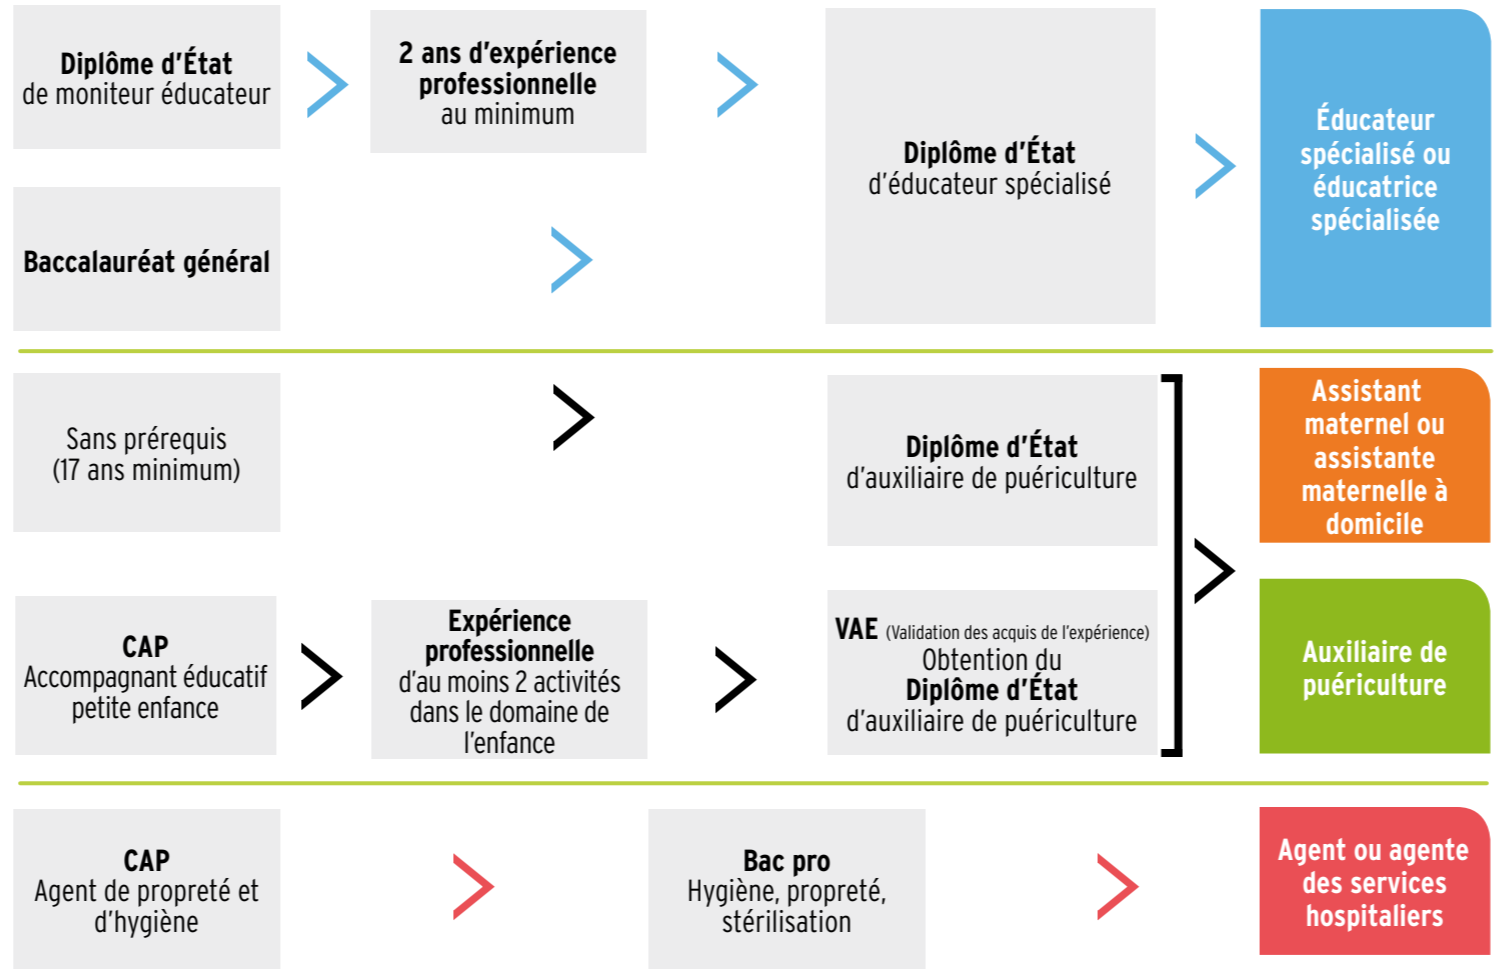 Diplôme d'État
de moniteur éducateur
2 ans d'expérience
professionnelle
au minimum
Baccalauréat général
Diplôme d'État
d'éducateur spécialisé
Éducateur
spécialisé ou
éducatrice
spécialisée
Sans prérequis
(17 ans minimum)
Diplôme d'État
d'auxiliaire de puériculture
Assistant
maternel ou
assistante
maternelle à
domicile
CAP
Accompagnant éducatif
petite enfance
Expérience
professionnelle
d'au moins 2 activités
dans le domaine de
l'enfance
VAE (Validation des acquis de l'expérience)
Obtention du
Diplôme d'État
d'auxiliaire de puériculture
Auxiliaire de
puériculture
CAP
Agent de propreté et
d'hygiène
Bac pro
Hygiène, propreté,
stérilisation
Agent ou agente
des services
hospitaliers